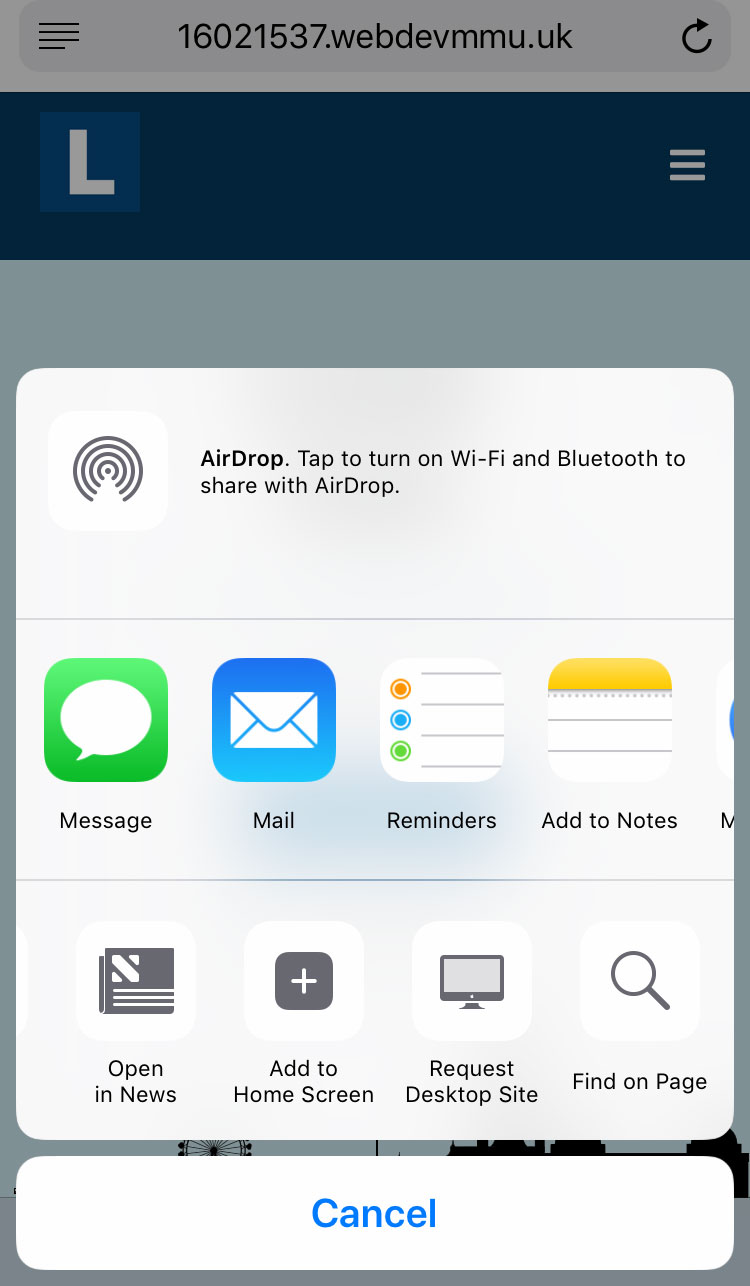 16021537.webdevmmu.uk
L
AirDrop. Tap to turn on Wi-Fi and Bluetooth to
share with AirDrop.
Message
Mail
Reminders
Add to Notes
M
Open
in News
Add to
Home Screen
Request
Desktop Site
Find on Page
Cancel